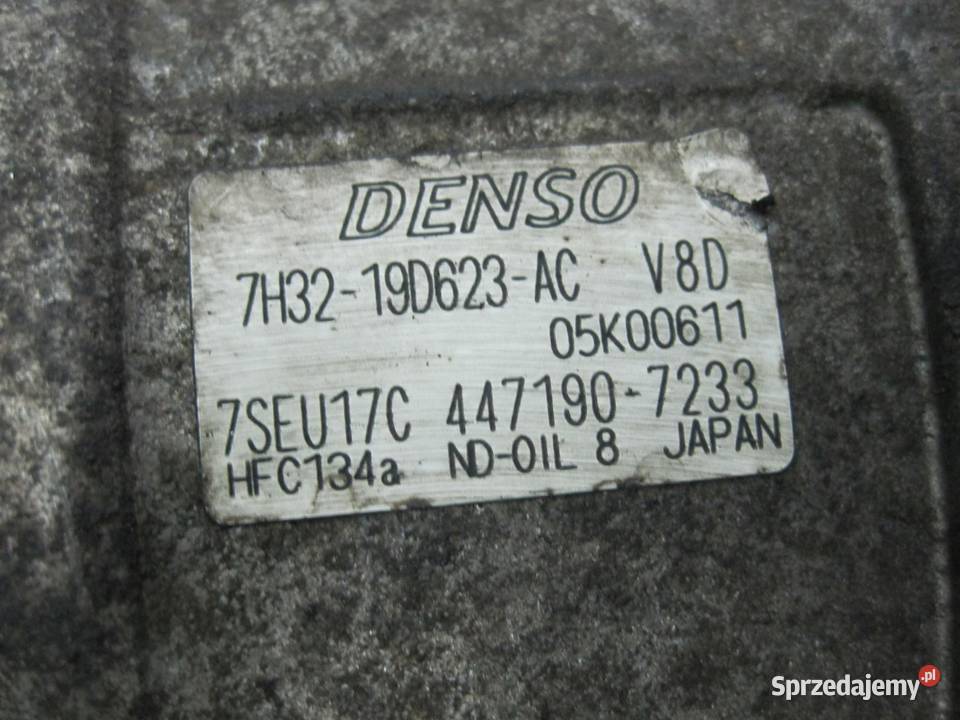 DENSO
7H32-19D623-AC V8D
05K00611
7SEU17C 447190-7233
HFC134a ND-OIL 8 JAPAN
Sprzedajemy.pl